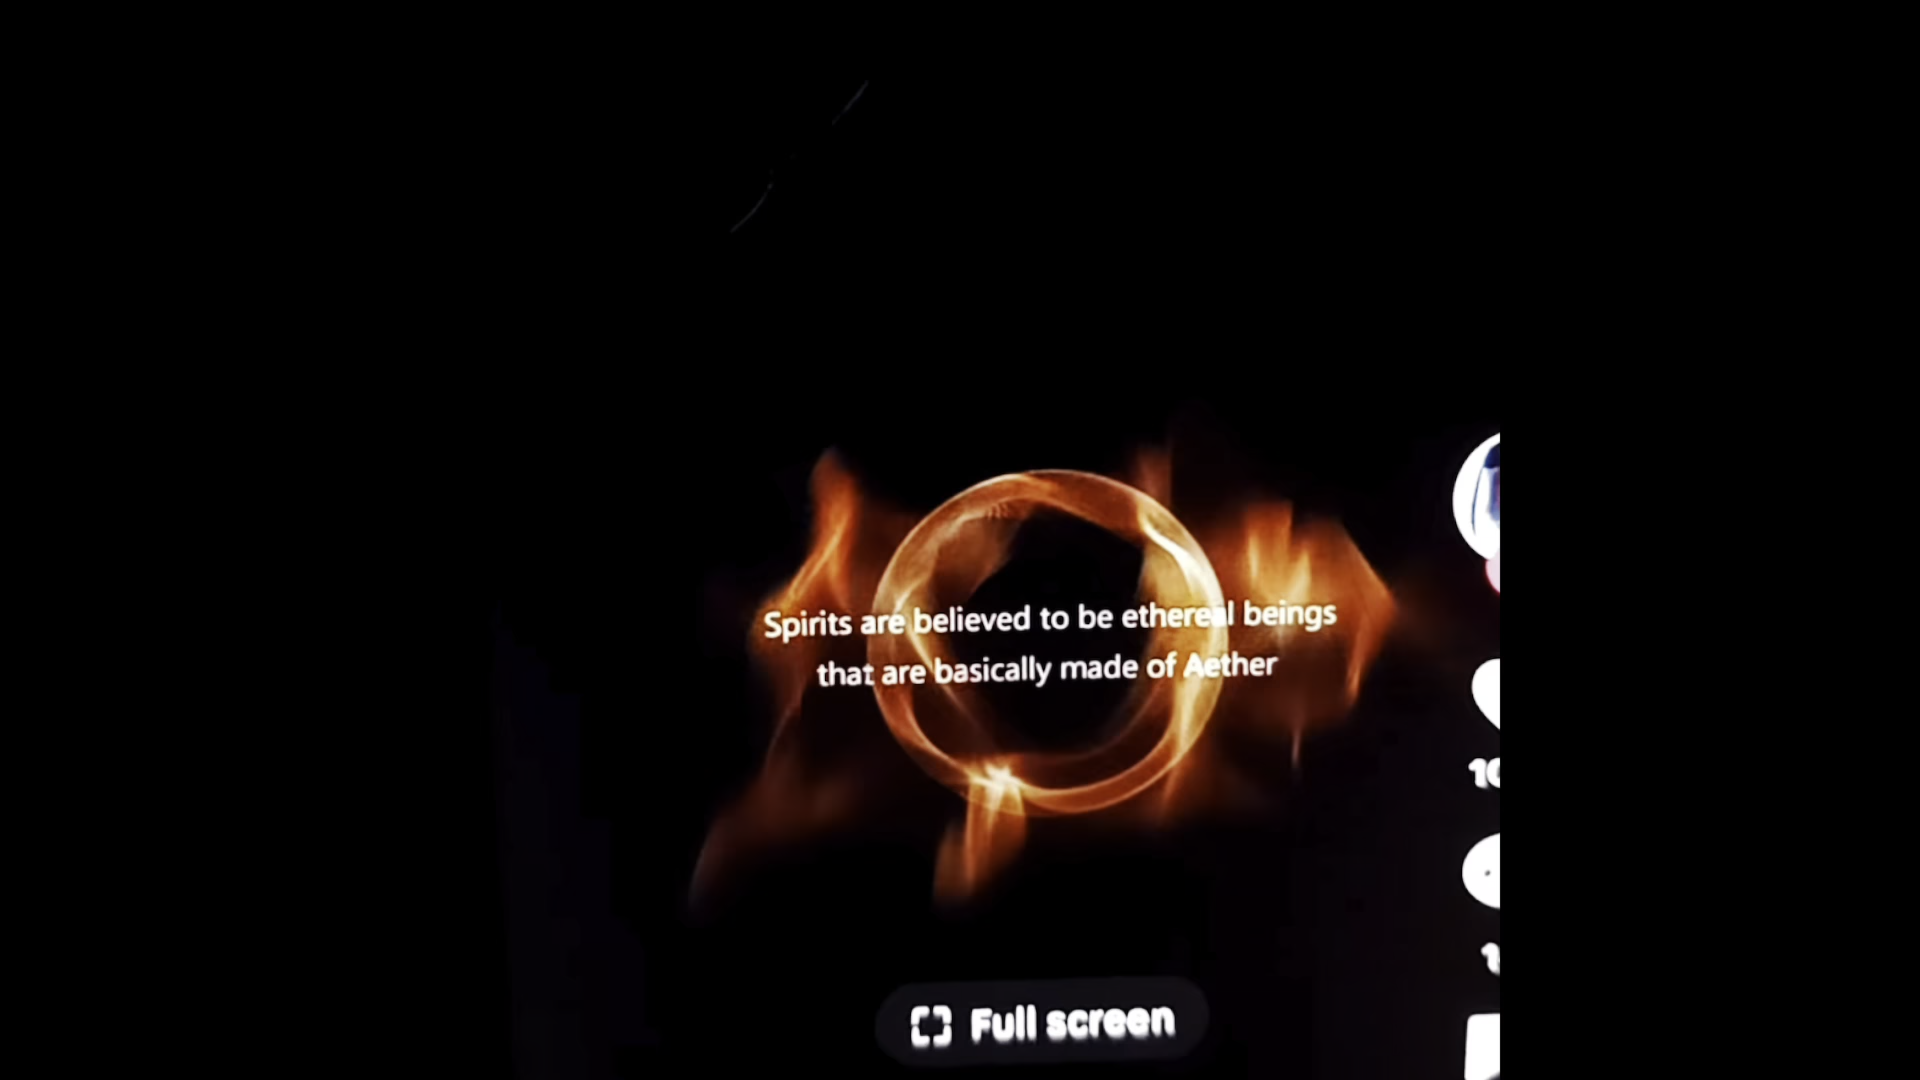 Spirits are believed to be ethereal beings
that are basically made of Aether
Full screen